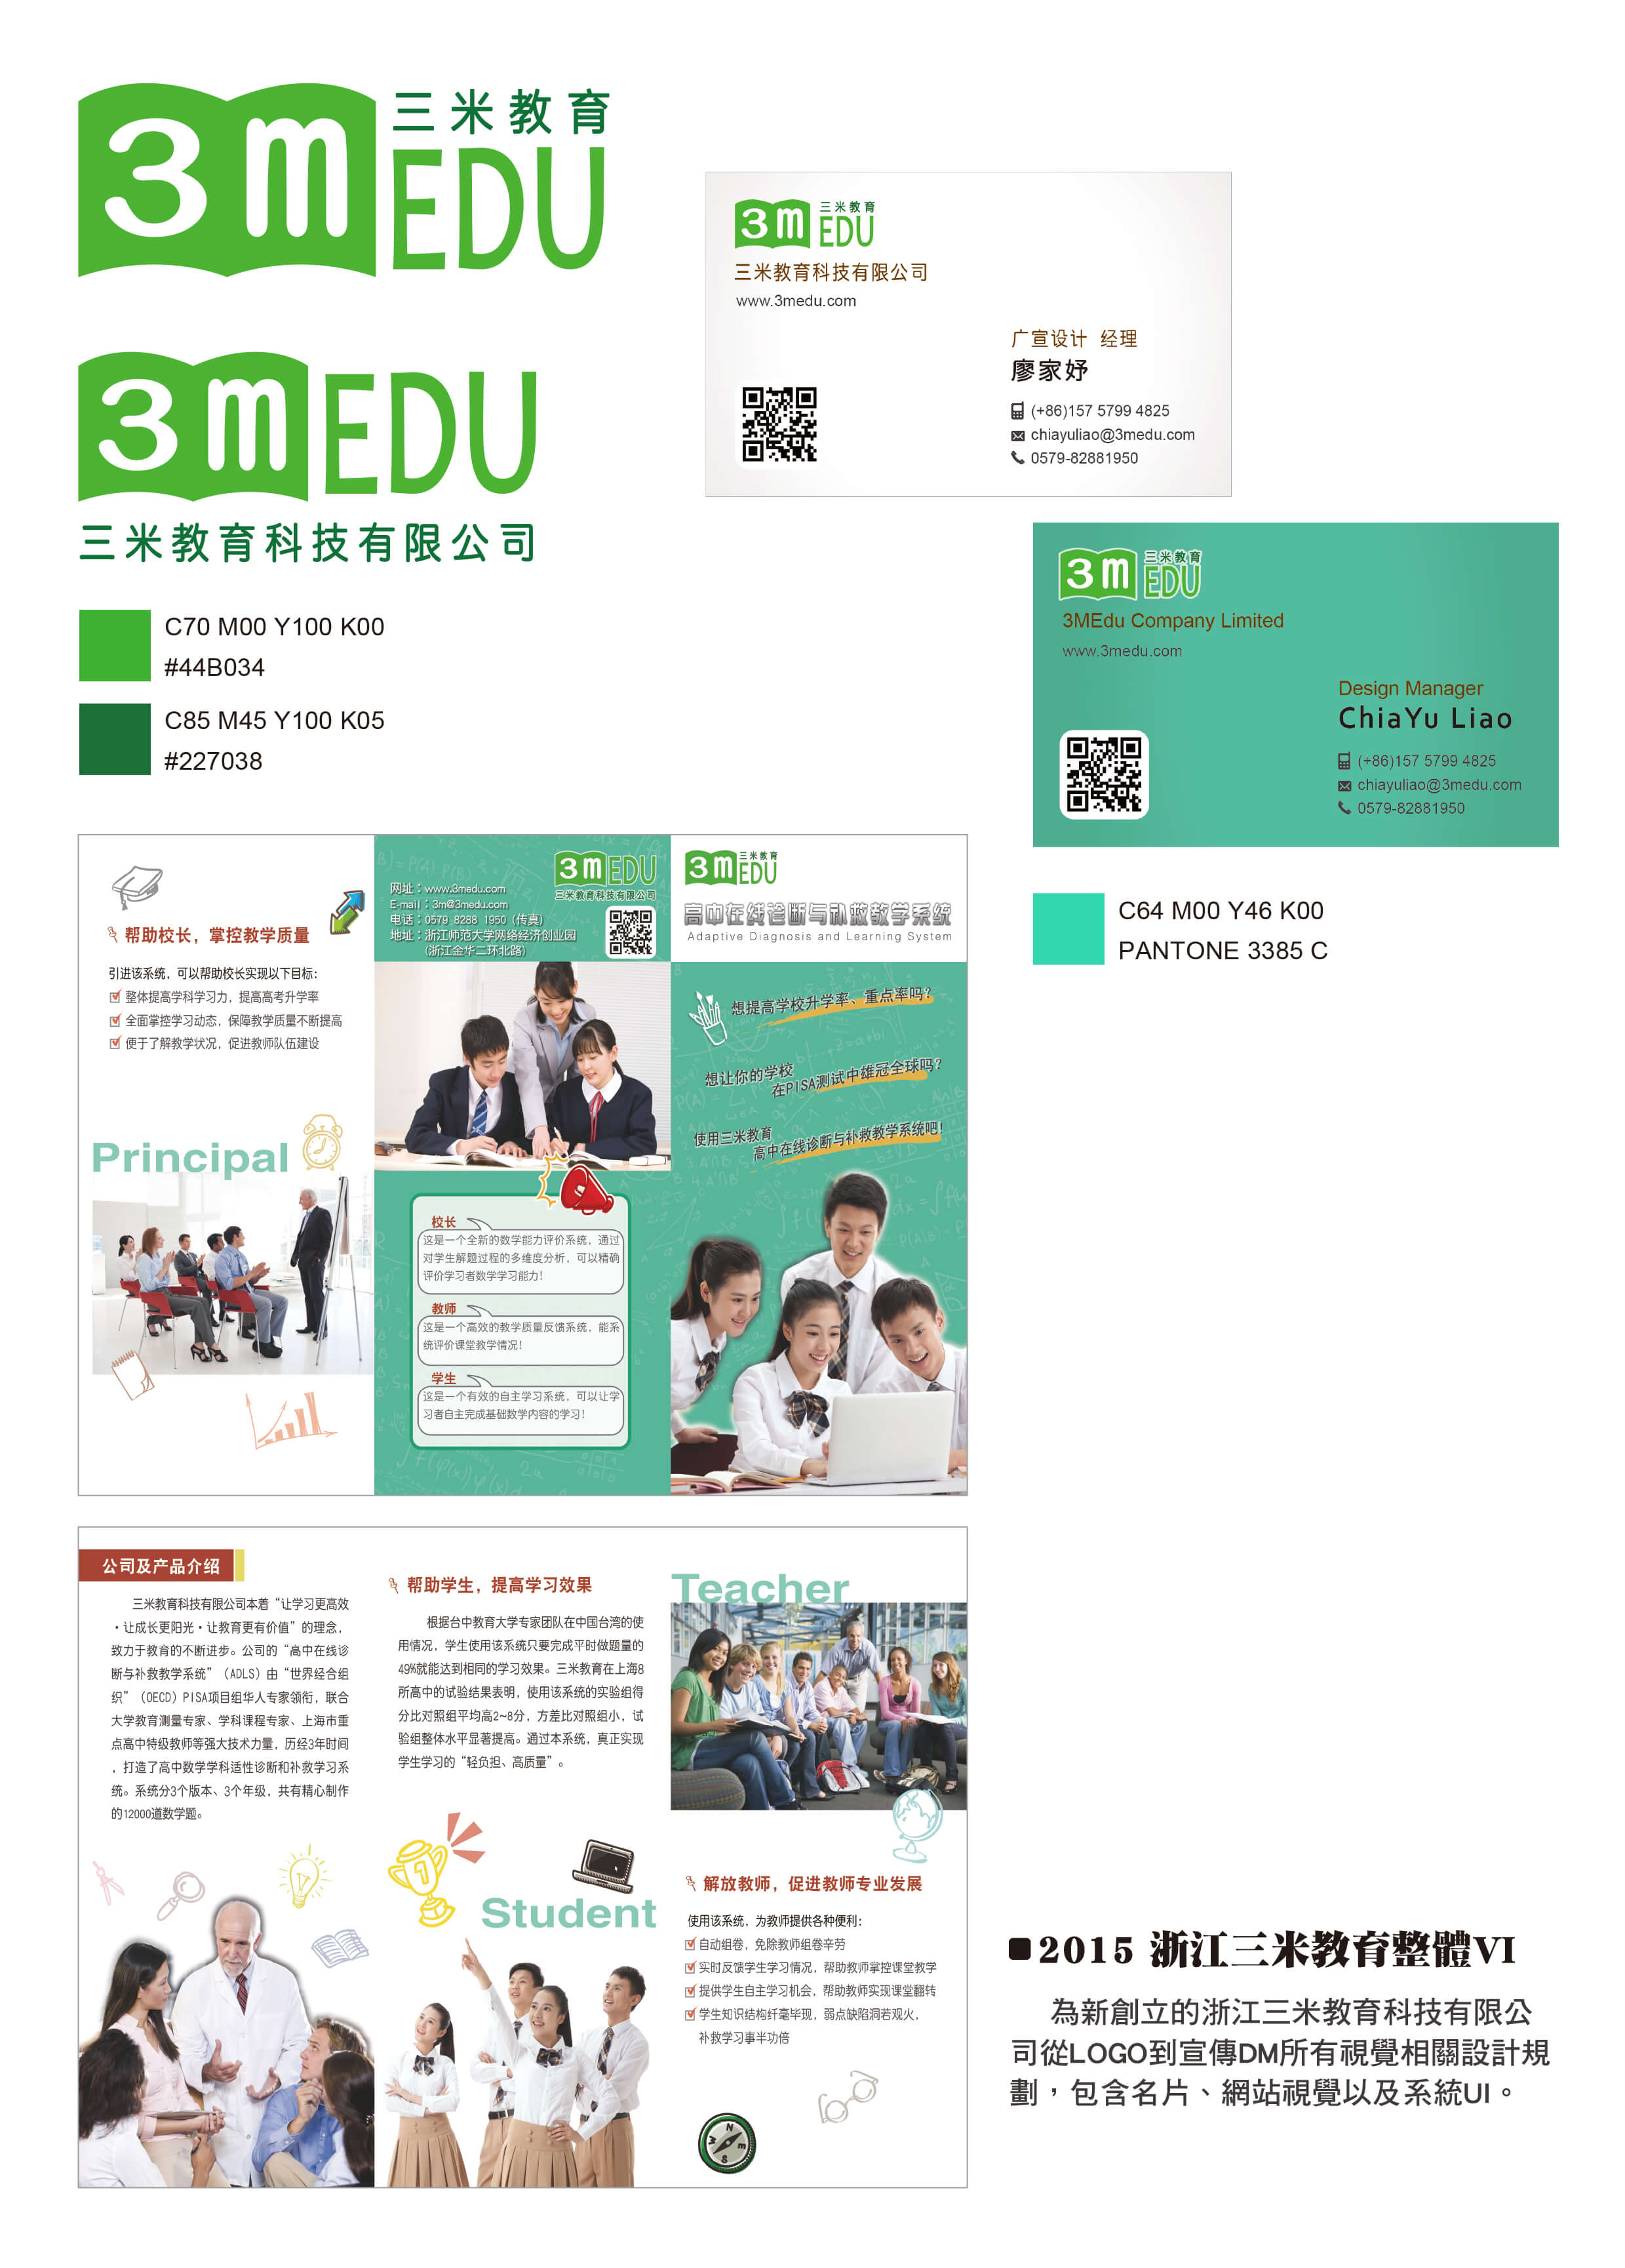 3m 三米教育
EDU
3m EDU
三米教育科技有限公司
C70 M00 Y100 K00
#44B034
C85 M45 Y100 K05
#227038
3m 三米教育
EDU
三米教育科技有限公司
www.3medu.com
广宣设计 经理
廖家妤
(+86)157 5799 4825
chiayuliao@3medu.com
0579-82881950
3m 三米教育
EDU
3MEdu Company Limited
www.3medu.com
Design Manager
ChiaYu Liao
(+86)157 5799 4825
chiayuliao@3medu.com
0579-82881950
C64 M00 Y46 K00
PANTONE 3385 C
帮助校长，掌控教学质量
引进该系统，可以帮助校长实现以下目标：
整体提高学科学习力，提高高考升学率
全面掌控学习动态，保障教学质量不断提高
便于了解教学状况，促进教师队伍建设
Principal
3m EDU
三米教育科技有限公司
网址：www.3medu.com
E-mail：3m@3medu.com
电话：0579 8288 1950 (传真)
地址：浙江师范大学网络经济创业园
(浙江金华二环北路)
校长
这是一个全新的数学能力评价系统，通过
对学生解题过程的多维度分析，可以精确
评价学习者数学学习能力！
教师
这是一个高效的教学质量反馈系统，能系
统评价课堂教学情况！
学生
这是一个有效的自主学习系统，可以让学
习者自主完成基础数学内容的学习！
3m 三米教育
EDU
高中在线诊断与补救教学系统
Adaptive Diagnosis and Learning System
想提高学校升学率、重点率吗？
想让你的学校
在PISA测试中雄冠全球吗？
使用三米教育
高中在线诊断与补救教学系统吧！
公司及产品介绍
三米教育科技有限公司本着“让学习更高效
·让成长更阳光·让教育更有价值”的理念，
致力于教育的不断进步。公司的“高中在线诊
断与补救教学系统”（ADLS）由“世界经合组
织”（OECD）PISA项目组华人专家领衔，联合
大学教育测量专家、学科课程专家、上海市重
点高中特级教师等强大技术力量，历经3年时间
，打造了高中数学学科适性诊断和补救学习系
统。系统分3个版本、3个年级，共有精心制作
的12000道数学题。
帮助学生，提高学习效果
根据台中教育大学专家团队在中国台湾的使
用情况，学生使用该系统只要完成平时做题量的
49%就能达到相同的学习效果。三米教育在上海8
所高中的试验结果表明，使用该系统的实验组得
分比对照组平均高2~8分，方差比对照组小，试
验组整体水平显著提高。通过本系统，真正实现
学生学习的“轻负担、高质量”。
Student
Teacher
解放教师，促进教师专业发展
使用该系统，为教师提供各种便利：
自动组卷，免除教师组卷辛劳
实时反馈学生学习情况，帮助教师掌控课堂教学
提供学生自主学习机会，帮助教师实现课堂翻转
学生知识结构纤毫毕现，弱点缺陷洞若观火，
补救学习事半功倍
2015 浙江三米教育整體VI
為新創立的浙江三米教育科技有限公
司從LOGO到宣傳DM所有視覺相關設計規
劃，包含名片、網站視覺以及系統UI。